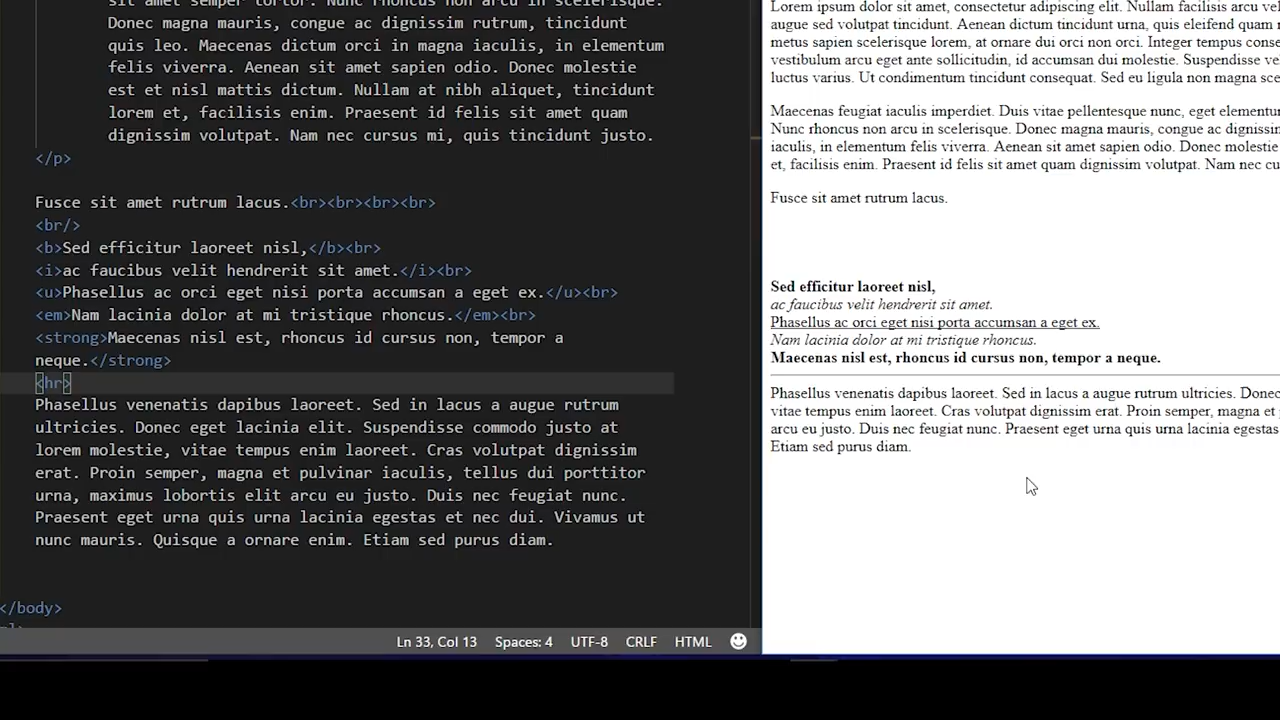 sit amet semper tortor. Nunc rhoncus non arcu in scelerisque.
Donec magna mauris, congue ac dignissim rutrum, tincidunt
quis leo. Maecenas dictum orci in magna iaculis, in elementum
felis viverra. Aenean sit amet sapien odio. Donec molestie
est et nisl mattis dictum. Nullam at nibh aliquet, tincidunt
lorem et, facilisis enim. Praesent id felis sit amet quam
dignissim volutpat. Nam nec cursus mi, quis tincidunt justo.
</p>
Fusce sit amet rutrum lacus.<br><br><br><br>
<br/>
<b>Sed efficitur laoreet nisl,</b><br>
<i>ac faucibus velit hendrerit sit amet.</i><br>
<u>Phasellus ac orci eget nisi porta accumsan a eget ex.</u><br>
<em>Nam lacinia dolor at mi tristique rhoncus.</em><br>
<strong>Maecenas nisl est, rhoncus id cursus non, tempor a
neque.</strong>
<hr>
Phasellus venenatis dapibus laoreet. Sed in lacus a augue rutrum
ultricies. Donec eget lacinia elit. Suspendisse commodo justo at
lorem molestie, vitae tempus enim laoreet. Cras volutpat dignissim
erat. Proin semper, magna et pulvinar iaculis, tellus dui porttitor
urna, maximus lobortis elit arcu eu justo. Duis nec feugiat nunc.
Praesent eget urna quis urna lacinia egestas et nec dui. Vivamus ut
nunc mauris. Quisque a ornare enim. Etiam sed purus diam.
</body>
Ln 33, Col 13 Spaces: 4 UTF-8 CRLF HTML
Lorem ipsum dolor sit amet, consectetur adipiscing elit. Nullam facilisis arcu vel
augue sed volutpat tincidunt. Aenean dictum tincidunt urna, quis eleifend quam
metus sapien scelerisque lorem, at ornare dui orci non orci. Integer tempus conse
vestibulum arcu eget ante sollicitudin, id accumsan dui molestie. Suspendisse ve
luctus varius. Ut condimentum tincidunt consequat. Sed eu ligula non magna sce
Maecenas feugiat iaculis imperdiet. Duis vitae pellentesque nunc, eget elementu
Nunc rhoncus non arcu in scelerisque. Donec magna mauris, congue ac dignissin
iaculis, in elementum felis viverra. Aenean sit amet sapien odio. Donec molestie
et, facilisis enim. Praesent id felis sit amet quam dignissim volutpat. Nam nec cu
Fusce sit amet rutrum lacus.
Sed efficitur laoreet nisl,
ac faucibus velit hendrerit sit amet.
Phasellus ac orci eget nisi porta accumsan a eget ex.
Nam lacinia dolor at mi tristique rhoncus.
Maecenas nisl est, rhoncus id cursus non, tempor a neque.
Phasellus venenatis dapibus laoreet. Sed in lacus a augue rutrum ultricies. Donec
vitae tempus enim laoreet. Cras volutpat dignissim erat. Proin semper, magna et
arcu eu justo. Duis nec feugiat nunc. Praesent eget urna quis urna lacinia egestas
Etiam sed purus diam.